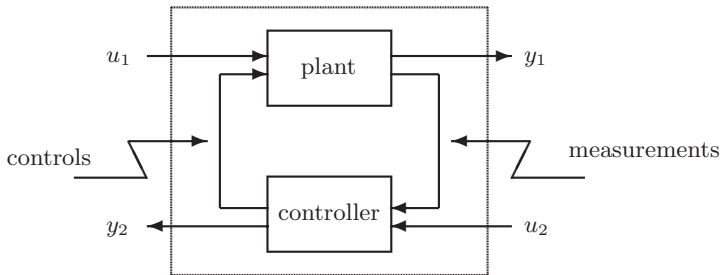 u₁
plant
y₁
controls
measurements
controller
y₂
u₂